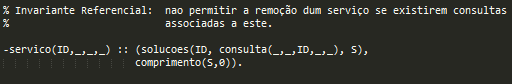 % Invariante Referencial:  nao permitir a remoção dum serviço se existirem consultas
%                          associadas a este.
-servico(ID,_,_,_) :: (solucoes(ID, consulta(_,_,ID,_,_), S),
                       comprimento(S,0)).